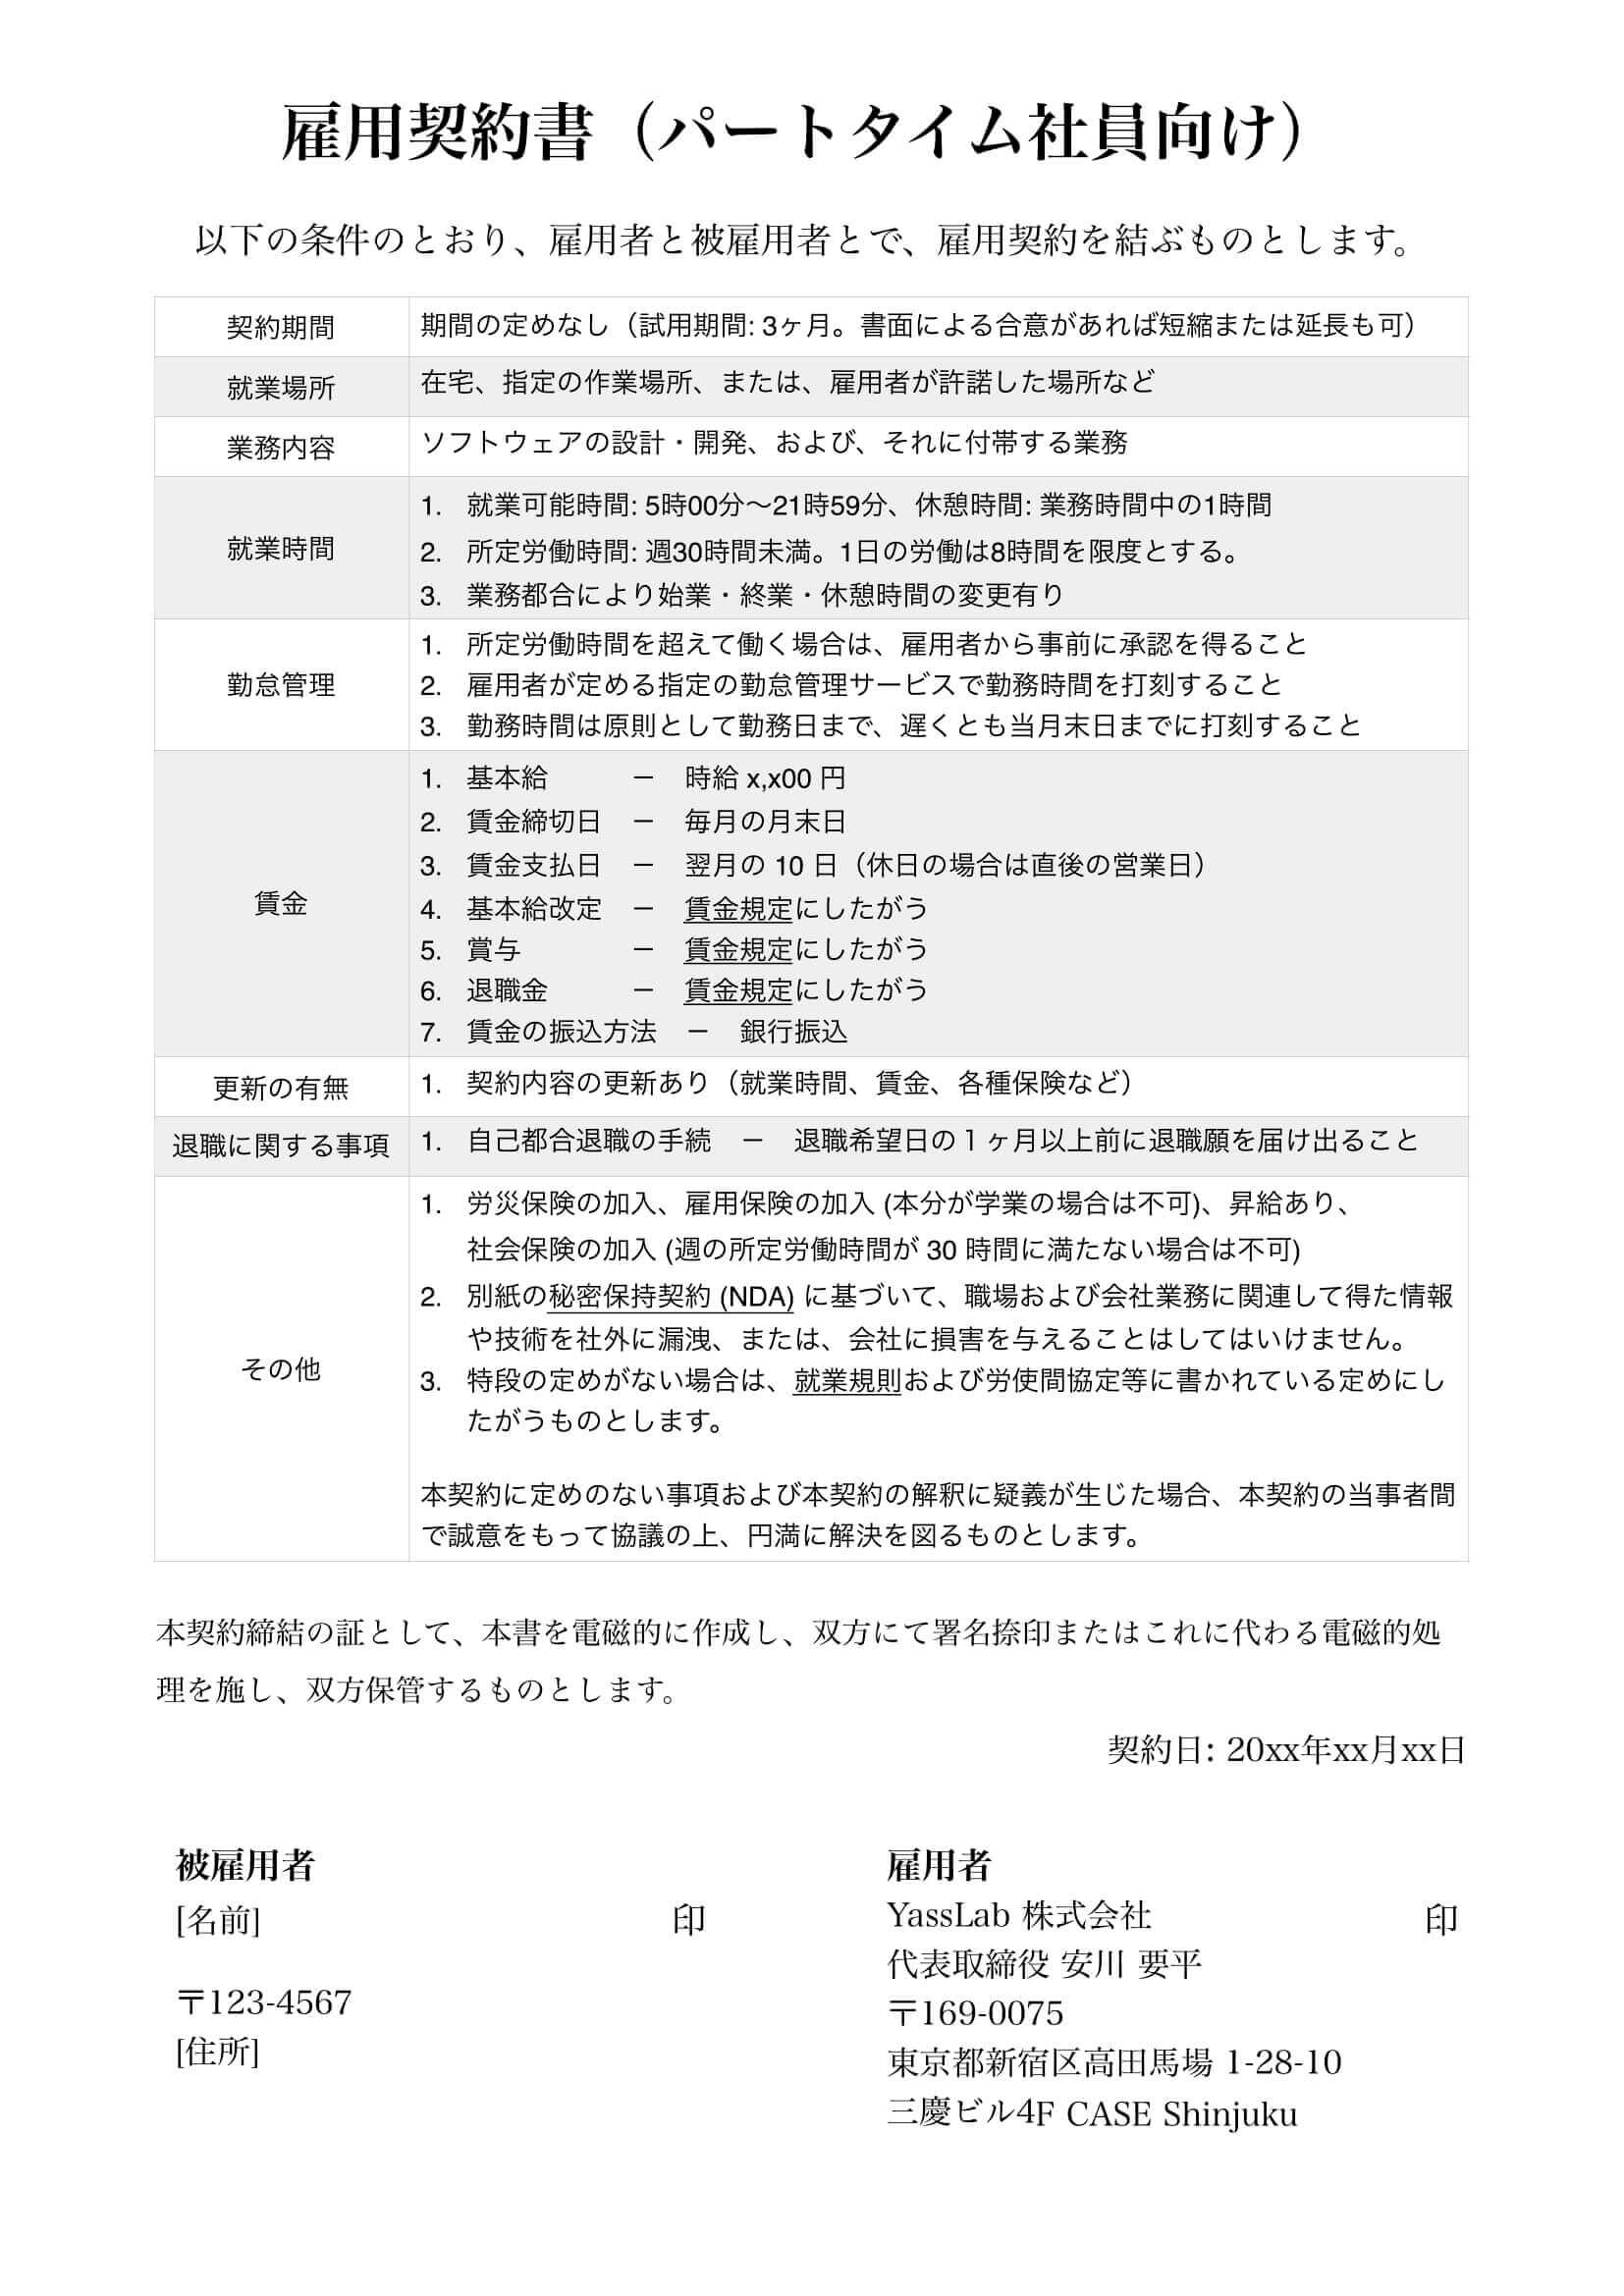 雇用契約書（パートタイム社員向け）
以下の条件のとおり、雇用者と被雇用者とで、雇用契約を結ぶものとします。
契約期間
期間の定めなし（試用期間: 3ヶ月。書面による合意があれば短縮または延長も可）
就業場所
在宅、指定の作業場所、または、雇用者が許諾した場所など
業務内容
ソフトウェアの設計・開発、および、それに付帯する業務
就業時間
1. 就業可能時間: 5時00分〜21時59分、休憩時間: 業務時間中の1時間
2. 所定労働時間: 週30時間未満。1日の労働は8時間を限度とする。
3. 業務都合により始業・終業・休憩時間の変更有り
勤怠管理
1. 所定労働時間を超えて働く場合は、雇用者から事前に承認を得ること
2. 雇用者が定める指定の勤怠管理サービスで勤務時間を打刻すること
3. 勤務時間は原則として勤務日まで、遅くとも当月末日までに打刻すること
賃金
1. 基本給 ー 時給 x,x00 円
2. 賃金締切日 ー 毎月の月末日
3. 賃金支払日 ー 翌月の 10 日（休日の場合は直後の営業日）
4. 基本給改定 ー 賃金規定にしたがう
5. 賞与 ー 賃金規定にしたがう
6. 退職金 ー 賃金規定にしたがう
7. 賃金の振込方法 ー 銀行振込
更新の有無
1. 契約内容の更新あり（就業時間、賃金、各種保険など）
退職に関する事項
1. 自己都合退職の手続 ー 退職希望日の１ヶ月以上前に退職願を届け出ること
その他
1. 労災保険の加入、雇用保険の加入 (本分が学業の場合は不可)、昇給あり、
社会保険の加入 (週の所定労働時間が 30 時間に満たない場合は不可)
2. 別紙の秘密保持契約 (NDA) に基づいて、職場および会社業務に関連して得た情報
や技術を社外に漏洩、または、会社に損害を与えることはしてはいけません。
3. 特段の定めがない場合は、就業規則および労使間協定等に書かれている定めにし
たがうものとします。
本契約に定めのない事項および本契約の解釈に疑義が生じた場合、本契約の当事者間
で誠意をもって協議の上、円満に解決を図るものとします。
本契約締結の証として、本書を電磁的に作成し、双方にて署名捺印またはこれに代わる電磁的処
理を施し、双方保管するものとします。
契約日: 20xx年xx月xx日
被雇用者
[名前] 印
〒123-4567
[住所]
雇用者
YassLab 株式会社 印
代表取締役 安川 要平
〒169-0075
東京都新宿区高田馬場 1-28-10
三慶ビル4F CASE Shinjuku